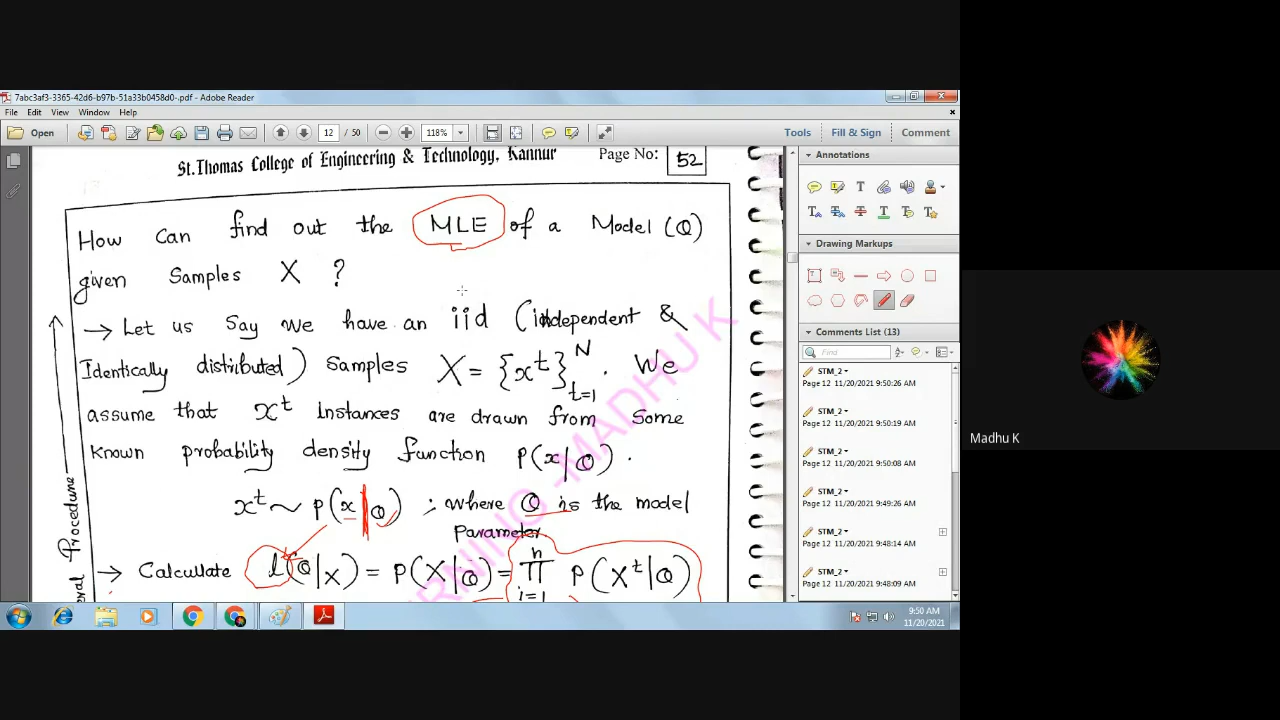 7abc3af3-3365-42d6-b97b-51a33b0458d0-.pdf - Adobe Reader
File Edit View Window Help
Open 12 / 50 118% Tools Fill & Sign Comment
St.Thomas College of Engineering & Technology, Kannur Page No: 52
How Can find out the MLE of a Model (θ)
given Samples X ?
→ Let us Say We have an iid (independent &
Identically distributed) Samples X = {x^t}_{t=1}^N . We
assume that x^t instances are drawn from Some
Known probability density function P(x|θ) .
x^t ~ p(x|θ) ; where θ is the model
parameter
→ Calculate l(θ|X) = p(X|θ) = ∏_{i=1}^n p(X^t|θ)
Procedure
MADHU K
Annotations
Drawing Markups
Comments List (13)
Find
STM_2
Page 12 11/20/2021 9:50:26 AM
STM_2
Page 12 11/20/2021 9:50:19 AM
STM_2
Page 12 11/20/2021 9:50:08 AM
STM_2
Page 12 11/20/2021 9:49:26 AM
STM_2
Page 12 11/20/2021 9:48:14 AM
STM_2
Page 12 11/20/2021 9:48:09 AM
9:50 AM
11/20/2021
Madhu K